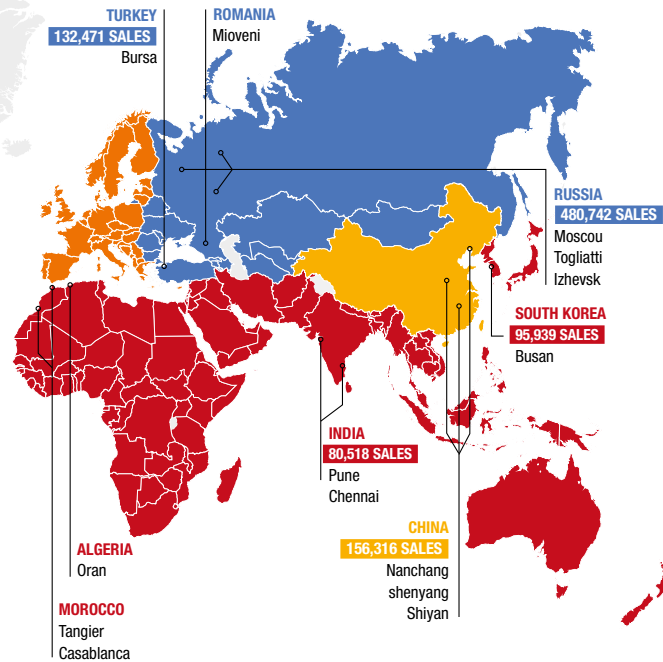 TURKEY
132,471 SALES
Bursa
ROMANIA
Mioveni
RUSSIA
480,742 SALES
Moscou
Togliatti
Izhevsk
SOUTH KOREA
95,939 SALES
Busan
INDIA
80,518 SALES
Pune
Chennai
CHINA
156,316 SALES
Nanchang
shenyang
Shiyan
ALGERIA
Oran
MOROCCO
Tangier
Casablanca